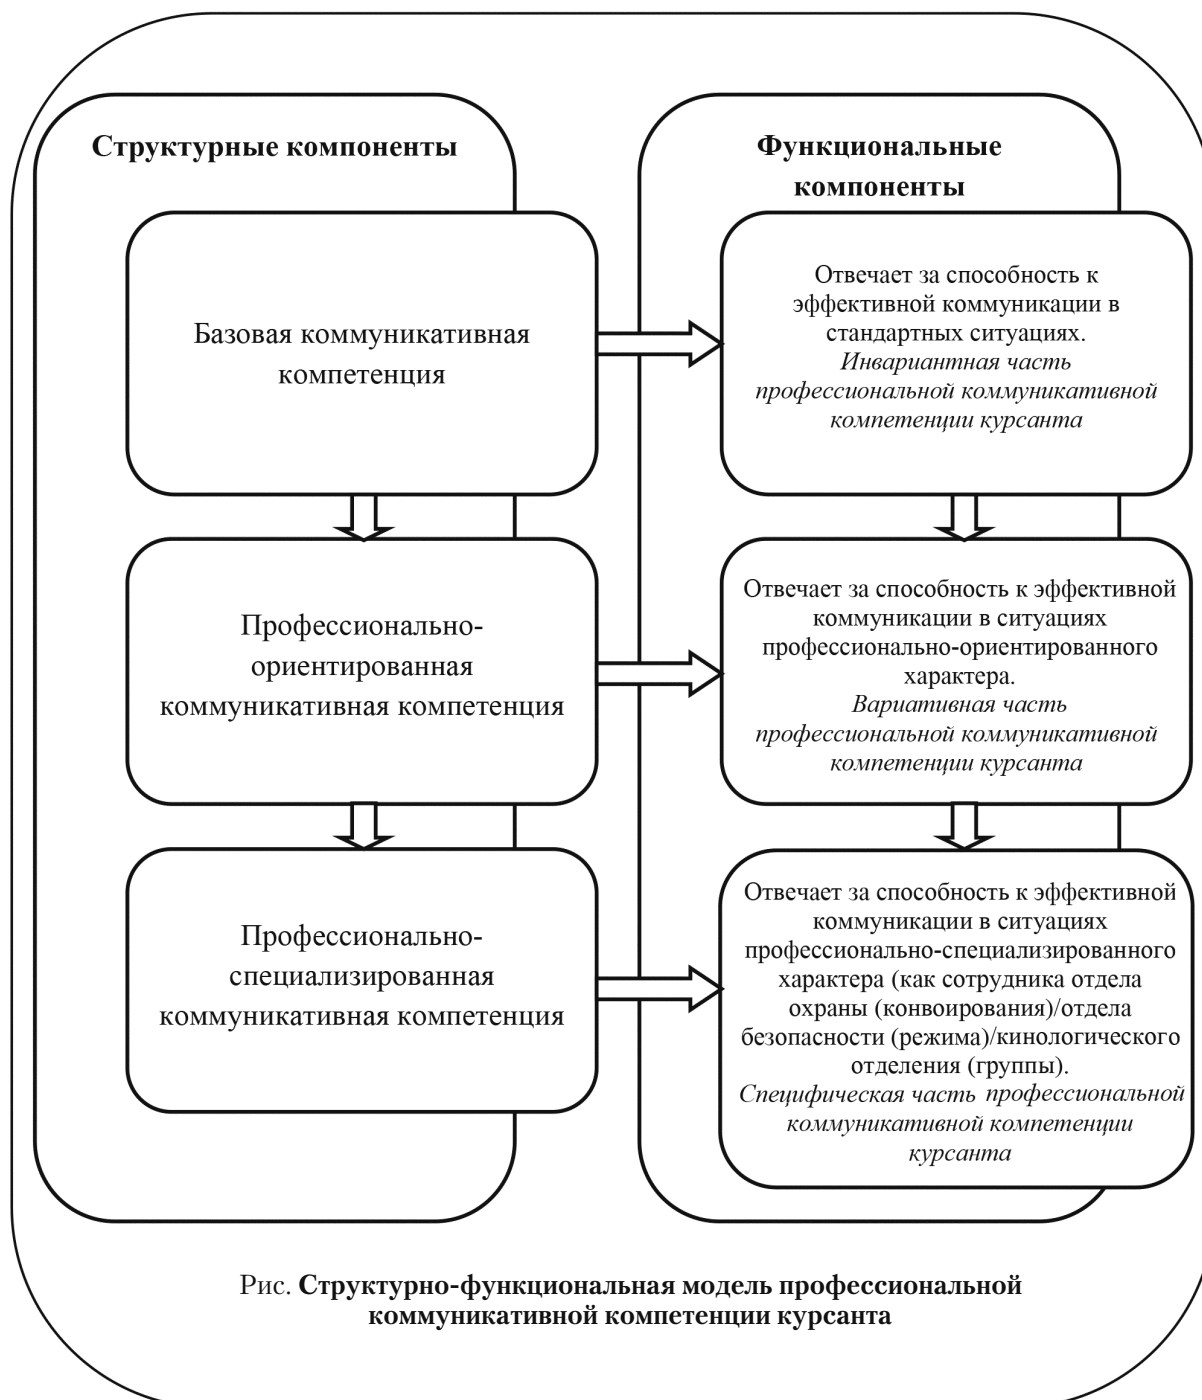 Структурные компоненты
Базовая коммуникативная
компетенция
Профессионально-
ориентированная
коммуникативная компетенция
Профессионально-
специализированная
коммуникативная компетенция
Функциональные
компоненты
Отвечает за способность к
эффективной коммуникации в
стандартных ситуациях.
Инвариантная часть
профессиональной коммуникативной
компетенции курсанта
Отвечает за способность к эффективной
коммуникации в ситуациях
профессионально-ориентированного
характера.
Вариативная часть
профессиональной коммуникативной
компетенции курсанта
Отвечает за способность к эффективной
коммуникации в ситуациях
профессионально-специализированного
характера (как сотрудника отдела
охраны (конвоирования)/отдела
безопасности (режима)/кинологического
отделения (группы).
Специфическая часть профессиональной
коммуникативной компетенции
курсанта
Рис. Структурно-функциональная модель профессиональной
коммуникативной компетенции курсанта